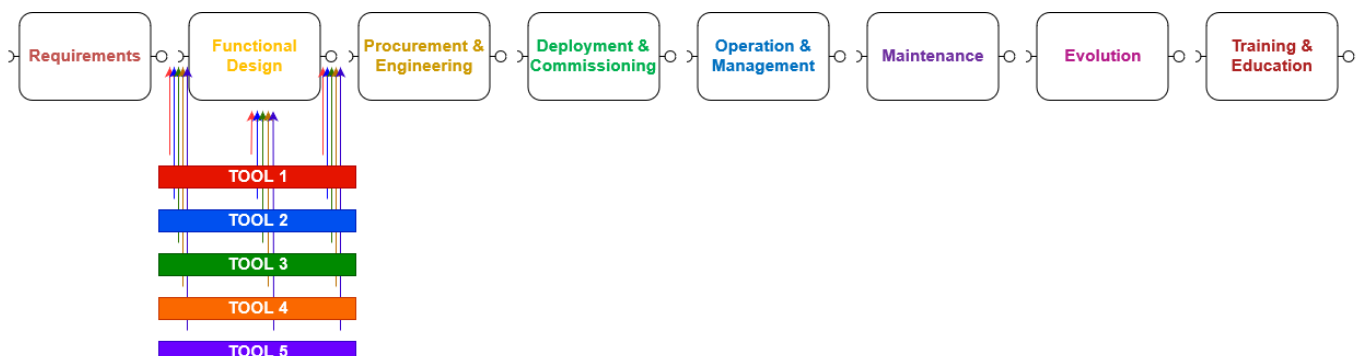 Requirements
Functional
Design
Procurement &
Engineering
Deployment &
Commissioning
Operation &
Management
Maintenance
Evolution
Training &
Education
TOOL 1
TOOL 2
TOOL 3
TOOL 4
TOOL 5